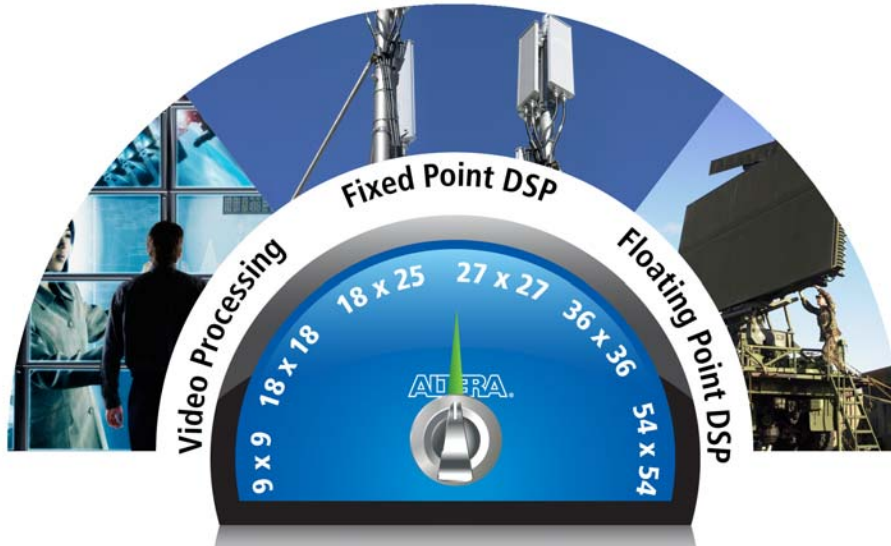 Video Processing
Fixed Point DSP
Floating Point DSP
9 x 9
18 x 18
18 x 25
27 x 27
36 x 36
54 x 54
ALTERA®